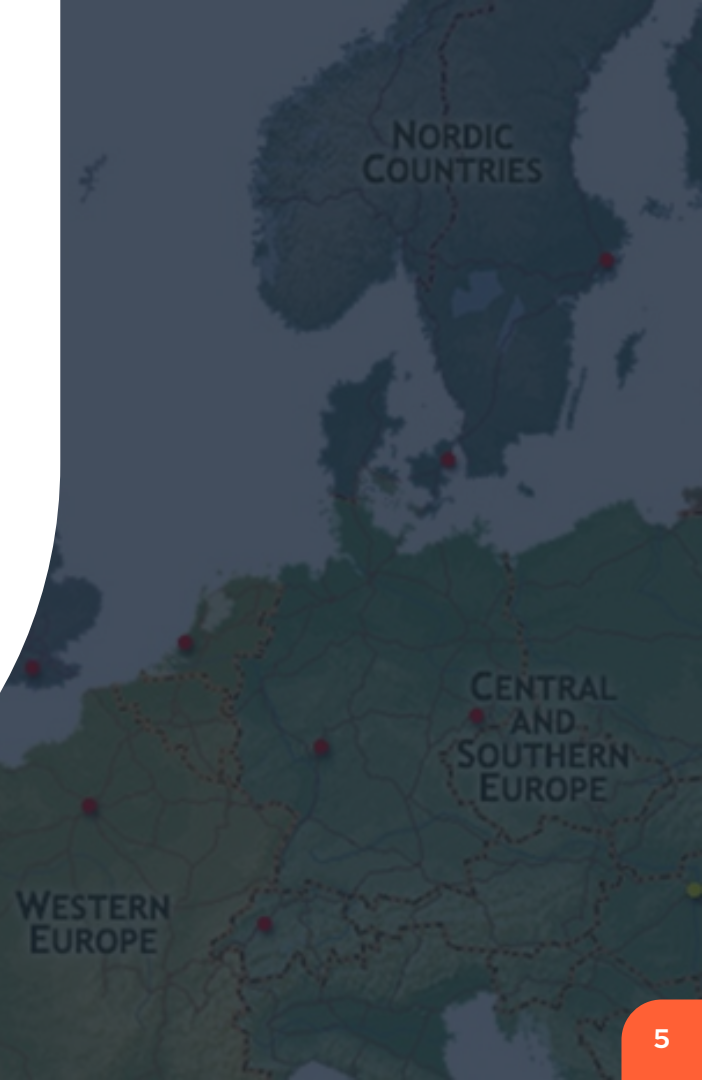 NORDIC
COUNTRIES
CENTRAL
AND
SOUTHERN
EUROPE
WESTERN
EUROPE
5